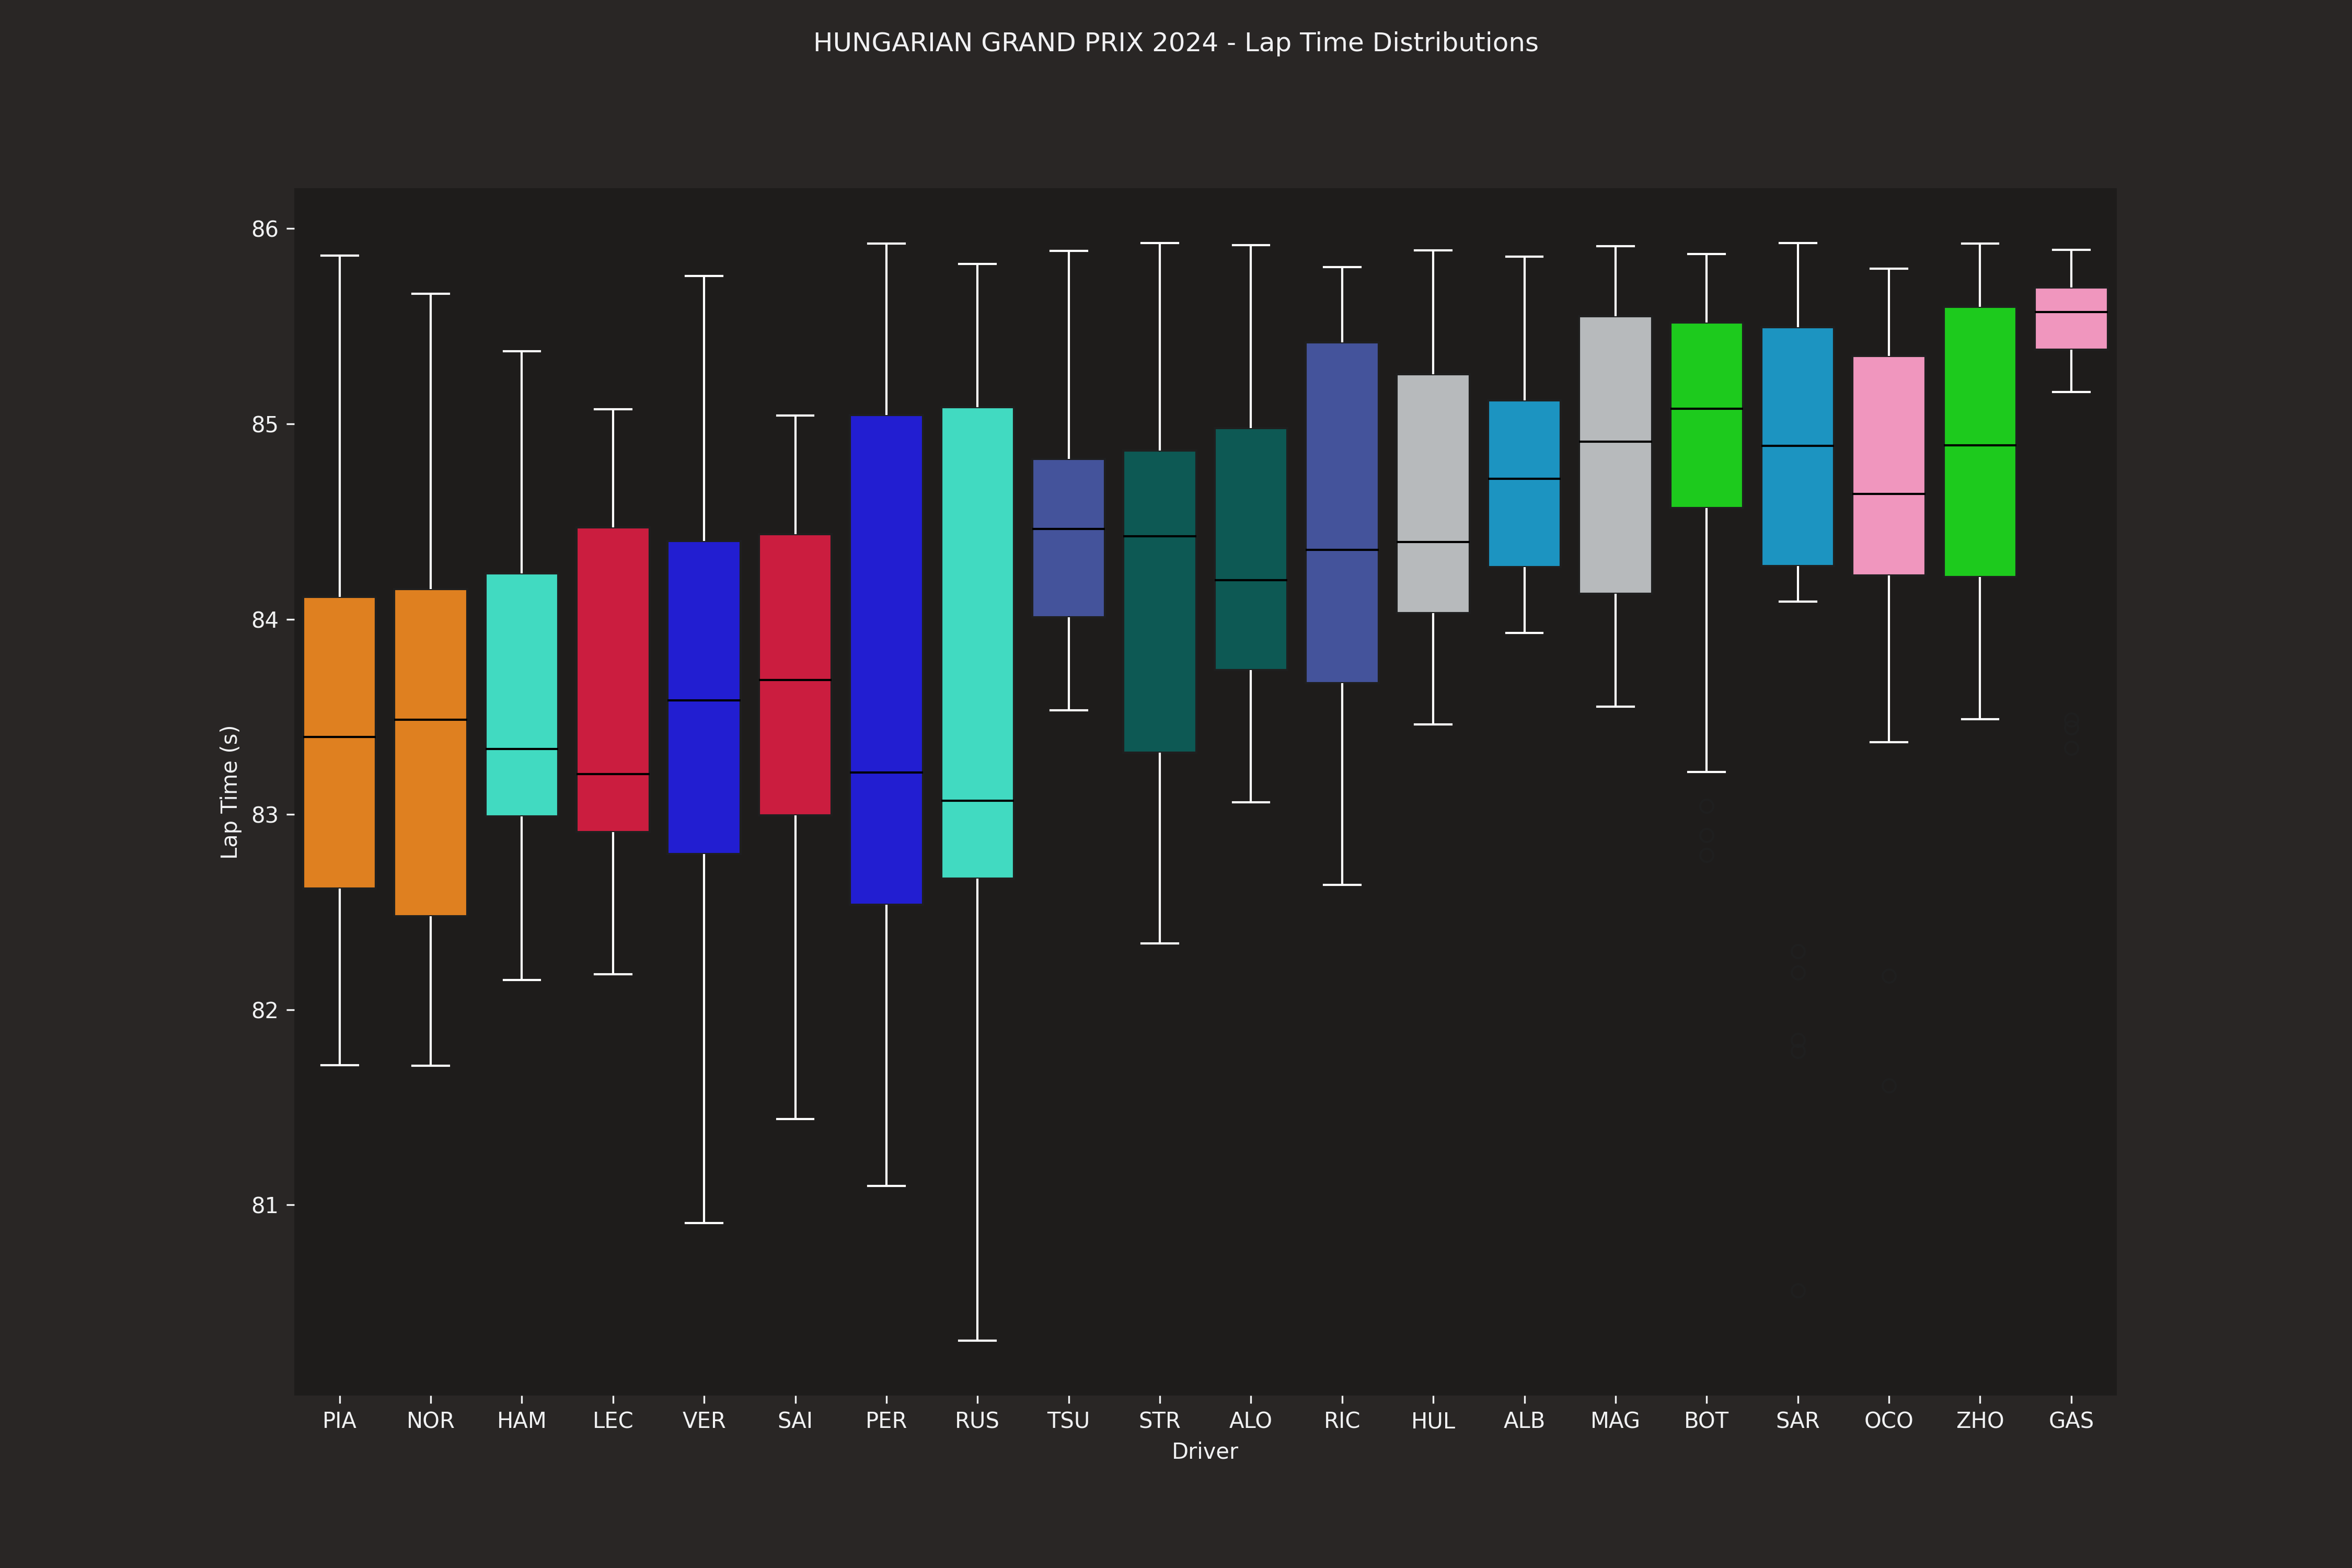 HUNGARIAN GRAND PRIX 2024 - Lap Time Distributions
86
85
84
83
82
81
Lap Time (s)
PIA NOR HAM LEC VER SAI PER RUS TSU STR ALO RIC HUL ALB MAG BOT SAR OCO ZHO GAS
Driver